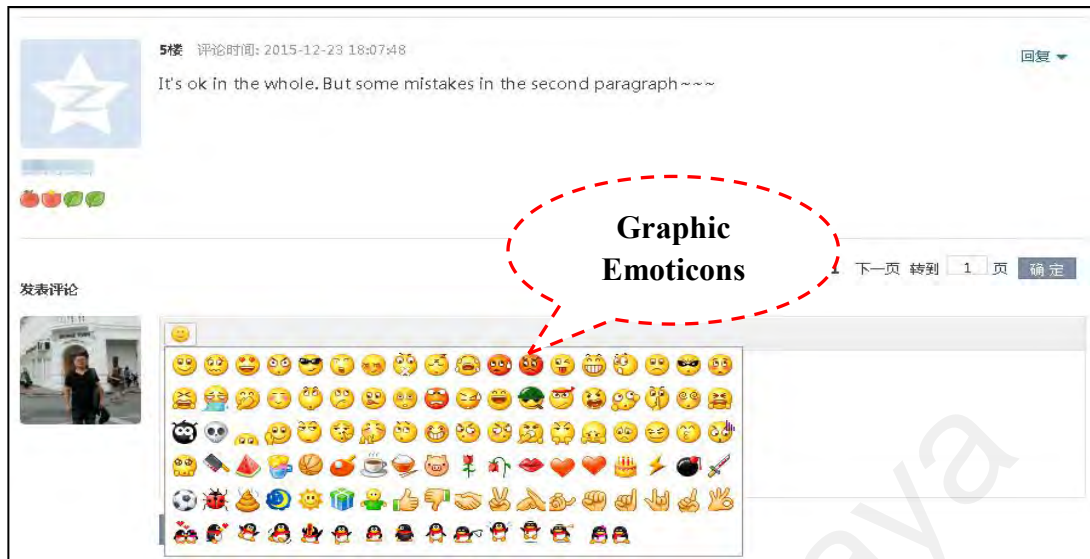 5楼 评论时间: 2015-12-23 18:07:48
回复
It's ok in the whole. But some mistakes in the second paragraph~~~
Graphic
Emoticons
1 下一页 转到 1 页 确定
发表评论
aya